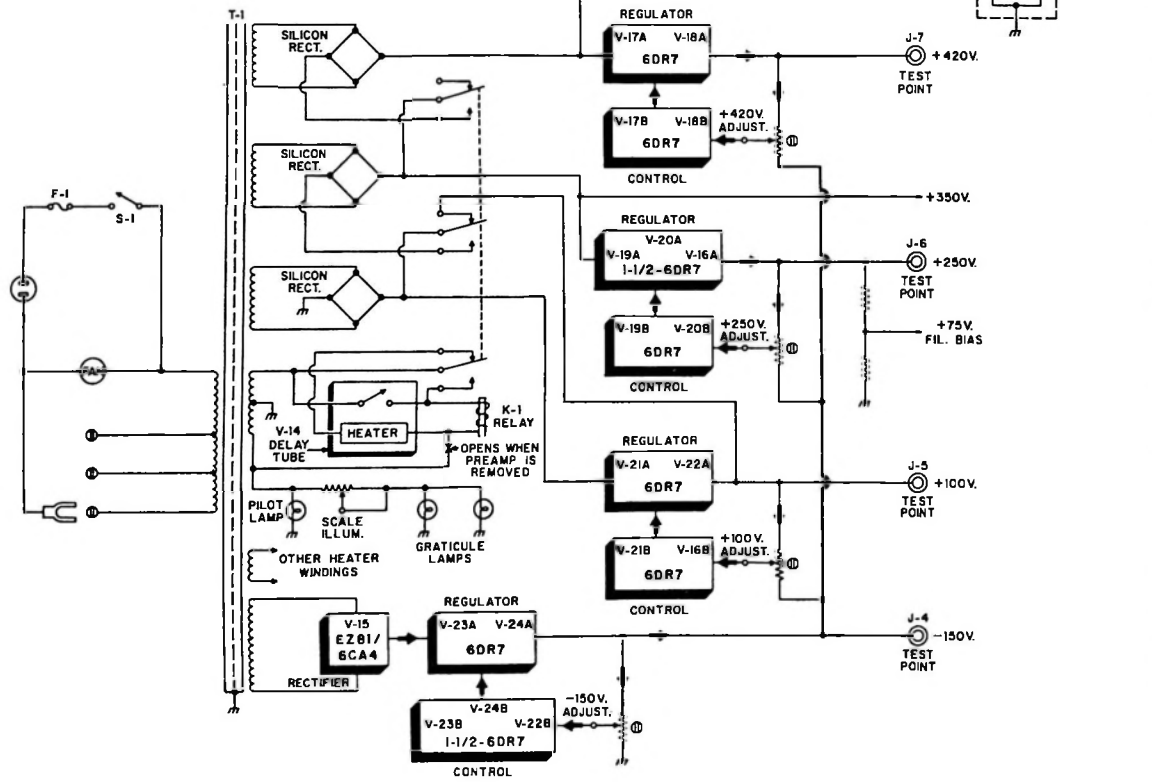 T-1
SILICON
RECT.
REGULATOR
V-17A V-18A
6DR7
J-7
+420V.
TEST
POINT
V-17B V-18B
6DR7
CONTROL
+420V.
ADJUST.
SILICON
RECT.
F-1
S-1
+350V.
REGULATOR
V-20A
V-19A V-16A
1-1/2-6DR7
J-6
+250V.
TEST
POINT
SILICON
RECT.
V-19B V-20B
6DR7
CONTROL
+250V.
ADJUST.
+75V.
FIL. BIAS
FAN
V-14
DELAY
TUBE
HEATER
K-1
RELAY
OPENS WHEN
PREAMP IS
REMOVED
REGULATOR
V-21A V-22A
6DR7
J-5
+100V.
TEST
POINT
PILOT
LAMP
SCALE
ILLUM.
GRATICULE
LAMPS
V-21B V-16B
6DR7
CONTROL
+100V.
ADJUST.
OTHER HEATER
WINDINGS
V-15
EZ81/
6CA4
RECTIFIER
REGULATOR
V-23A V-24A
6DR7
J-4
-150V.
TEST
POINT
V-24B
V-23B V-22B
1-1/2-6DR7
CONTROL
-150V.
ADJUST.